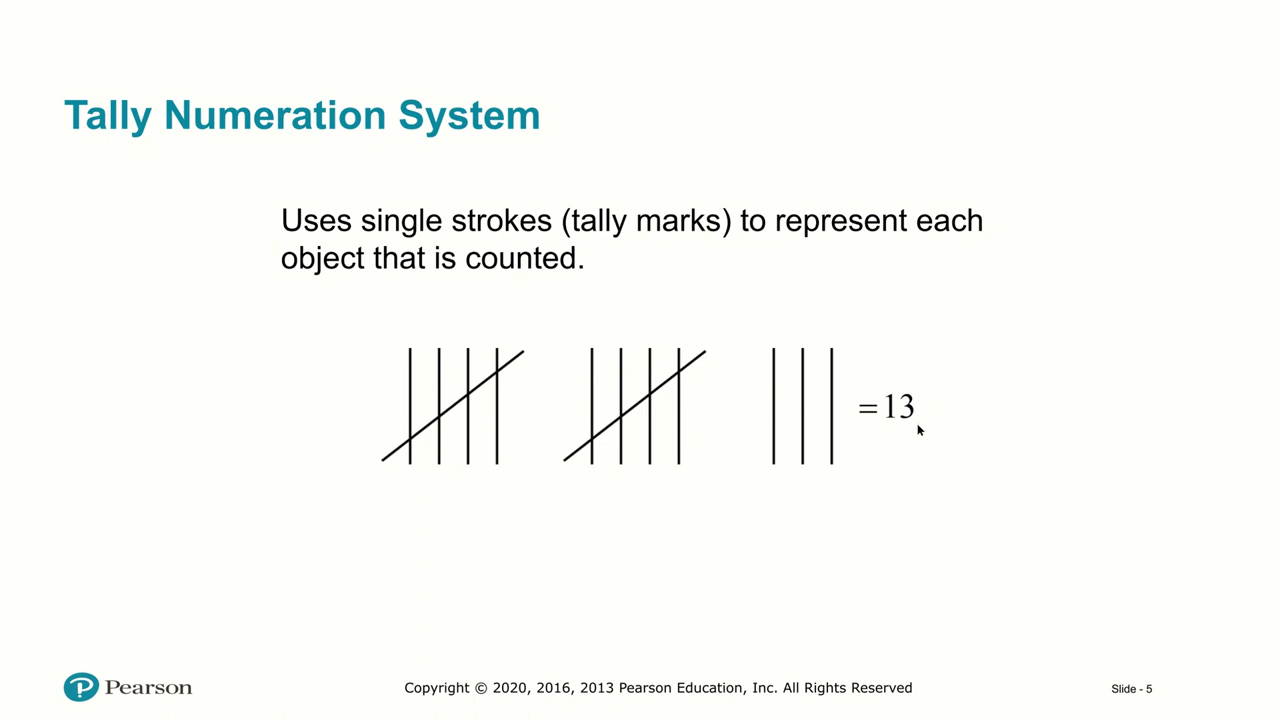 Tally Numeration System
Uses single strokes (tally marks) to represent each
object that is counted.
= 13
Pearson
Copyright © 2020, 2016, 2013 Pearson Education, Inc. All Rights Reserved
Slide - 5